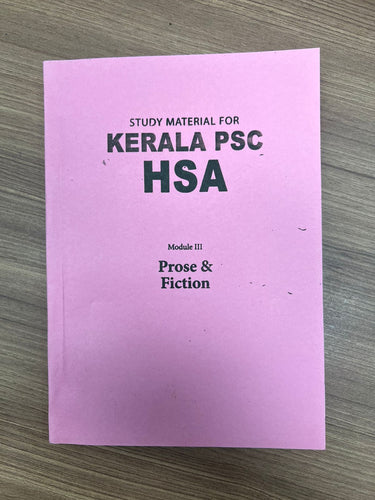 STUDY MATERIAL FOR
KERALA PSC
HSA
Module III
Prose &
Fiction